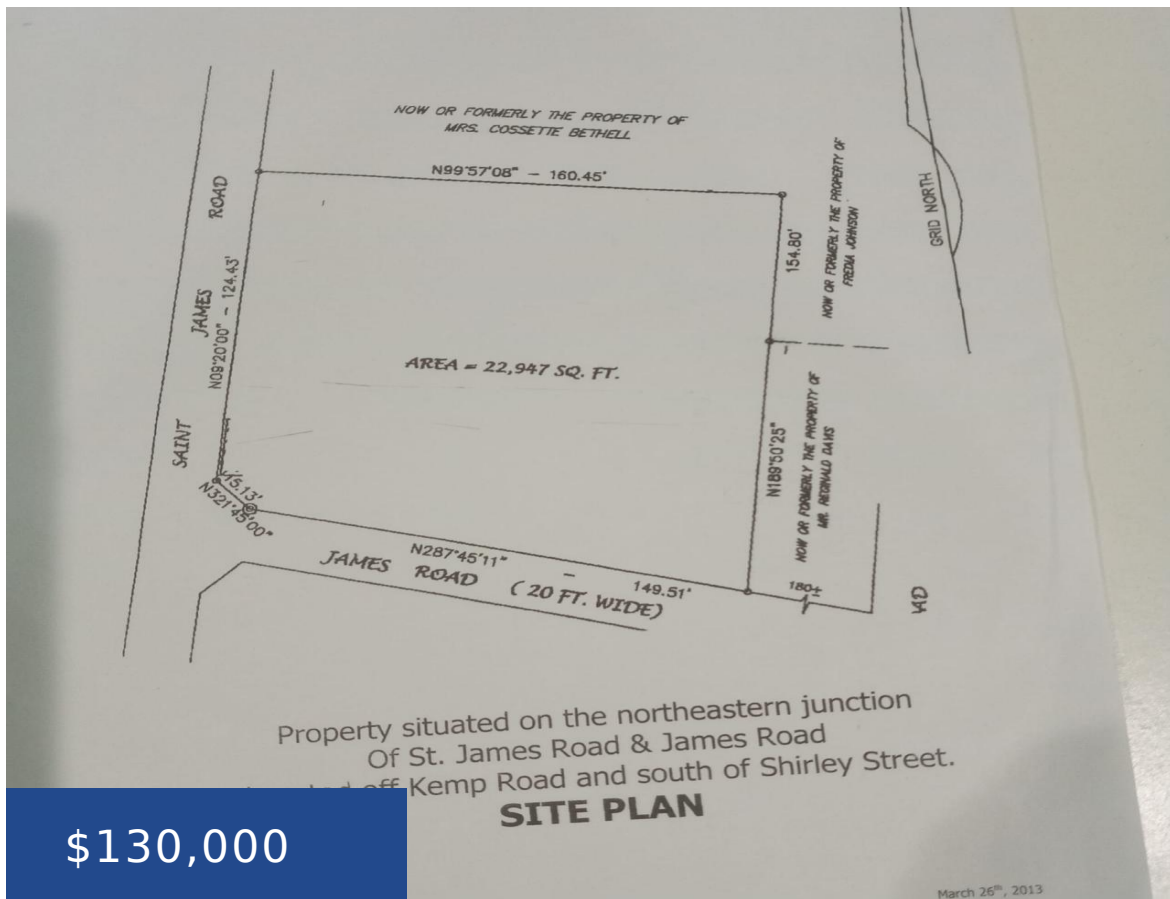 NOW OR FORMERLY THE PROPERTY OF
MRS. COSSETTE BETHELL
N99°57'08" – 160.45'
SAINT JAMES ROAD
N09°20'00" – 124.43'
154.80'
NOW OR FORMERLY THE PROPERTY OF
FREDIA JOHNSON
GRID NORTH
AREA = 22,947 SQ. FT.
N189°50'25"
NOW OR FORMERLY THE PROPERTY OF
MR. REGINALD DAVIS
15.13'
N321°45'00"
N287°45'11" – 149.51'
JAMES ROAD (20 FT. WIDE)
180±
Property situated on the northeastern junction
Of St. James Road & James Road
off Kemp Road and south of Shirley Street.
SITE PLAN
$130,000
March 26th, 2013